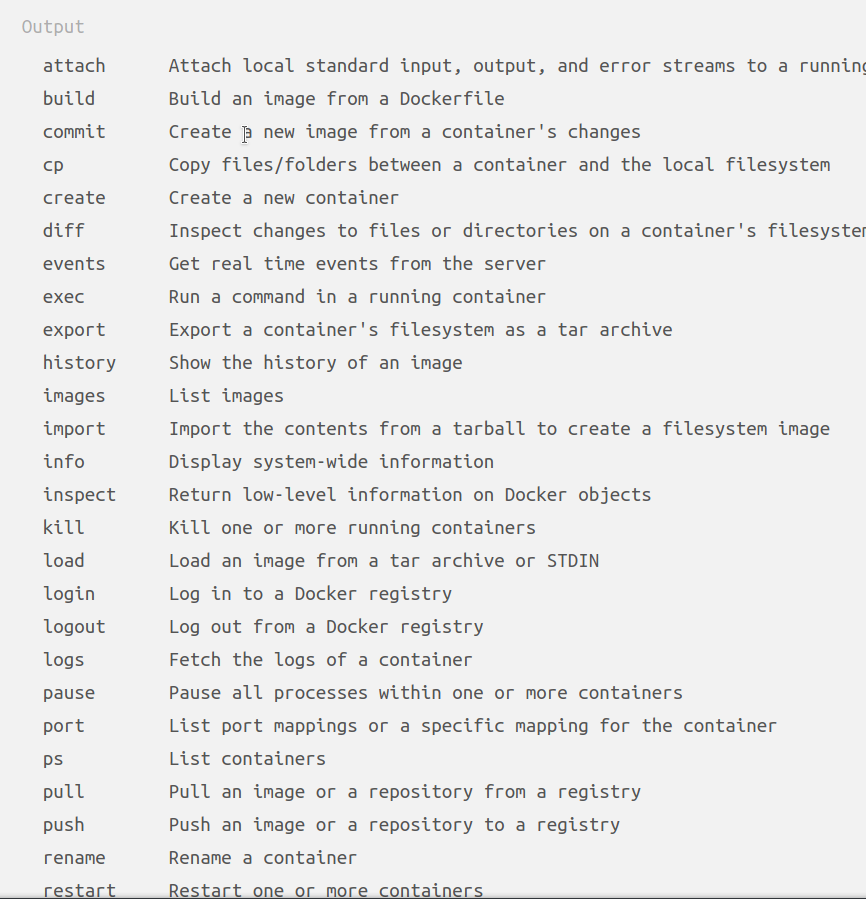 Output
attach Attach local standard input, output, and error streams to a running
build Build an image from a Dockerfile
commit Create a new image from a container's changes
cp Copy files/folders between a container and the local filesystem
create Create a new container
diff Inspect changes to files or directories on a container's filesystem
events Get real time events from the server
exec Run a command in a running container
export Export a container's filesystem as a tar archive
history Show the history of an image
images List images
import Import the contents from a tarball to create a filesystem image
info Display system-wide information
inspect Return low-level information on Docker objects
kill Kill one or more running containers
load Load an image from a tar archive or STDIN
login Log in to a Docker registry
logout Log out from a Docker registry
logs Fetch the logs of a container
pause Pause all processes within one or more containers
port List port mappings or a specific mapping for the container
ps List containers
pull Pull an image or a repository from a registry
push Push an image or a repository to a registry
rename Rename a container
restart Restart one or more containers